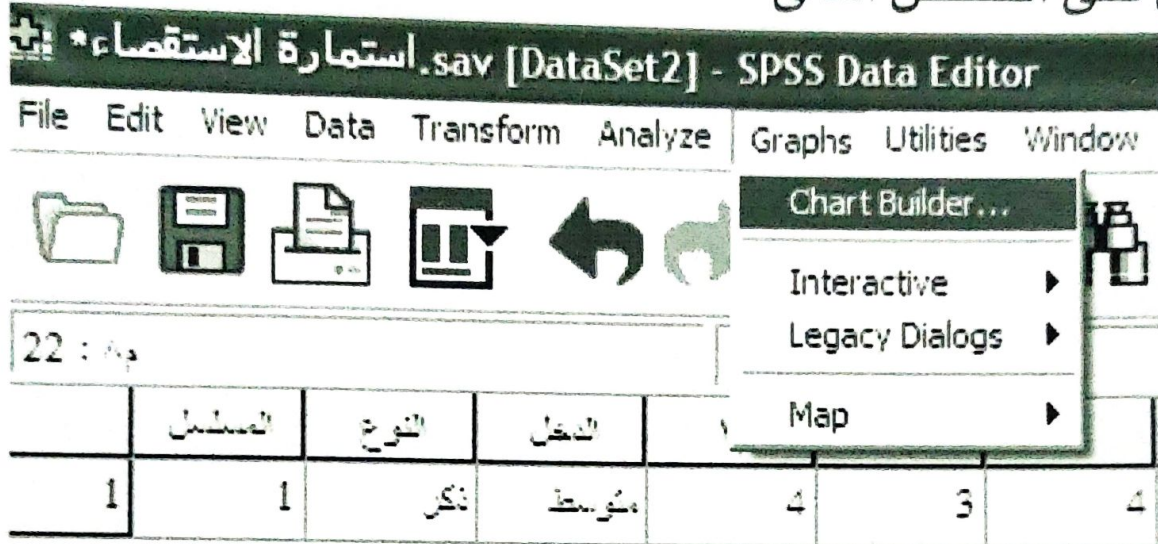 *استمارة الاستقصاء.sav [DataSet2] - SPSS Data Editor
File Edit View Data Transform Analyze Graphs Utilities Window
Chart Builder...
Interactive
Legacy Dialogs
Map
22 :
المسلسل النوع الدخل
1 1 ذكر متوسط 4 3 4